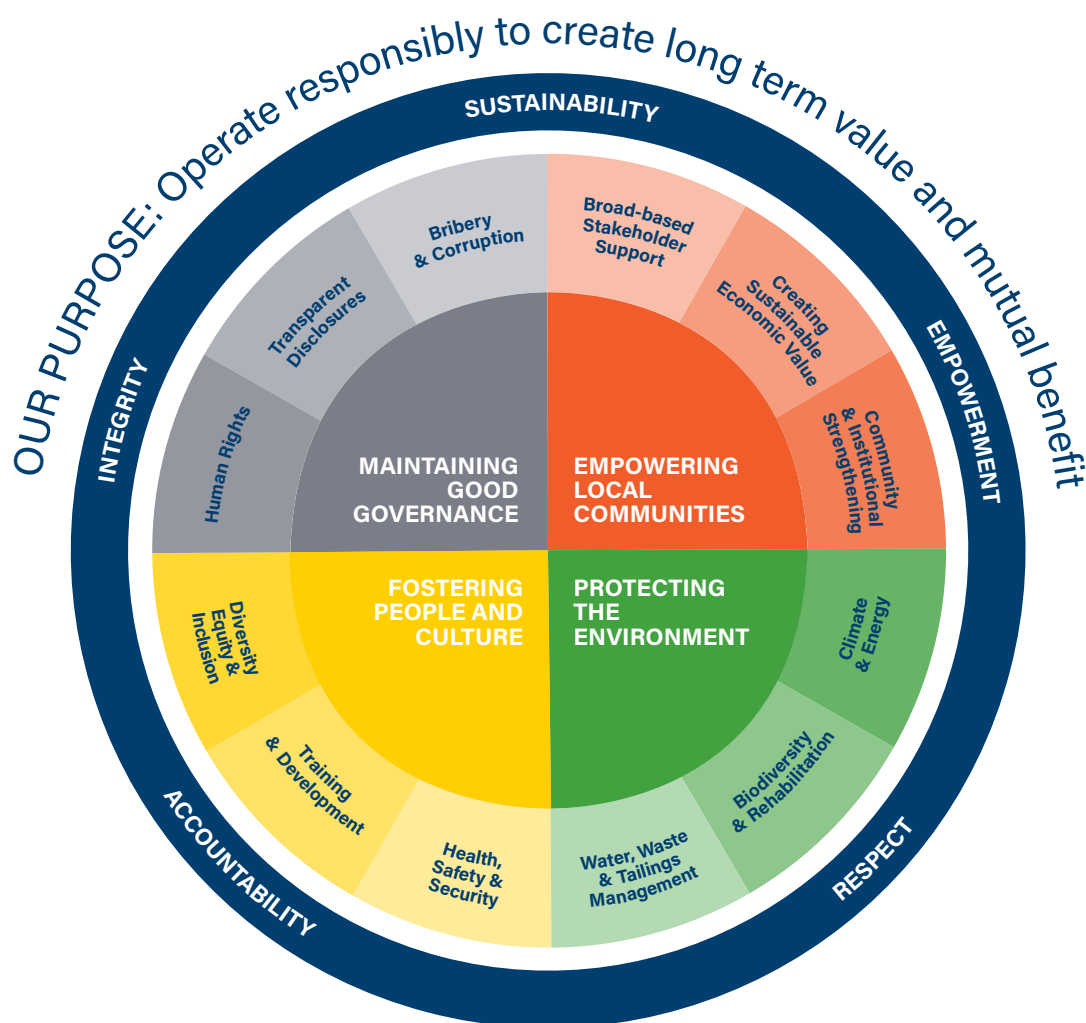 OUR PURPOSE: Operate responsibly to create long term value and mutual benefit
SUSTAINABILITY
EMPOWERMENT
RESPECT
ACCOUNTABILITY
INTEGRITY
Bribery
& Corruption
Transparent
Disclosures
Human Rights
MAINTAINING
GOOD
GOVERNANCE
Broad-based
Stakeholder
Support
Creating
Sustainable
Economic Value
Community
& Institutional
Strengthening
EMPOWERING
LOCAL
COMMUNITIES
FOSTERING
PEOPLE AND
CULTURE
Diversity
Equity &
Inclusion
Training
& Development
Health,
Safety &
Security
PROTECTING
THE
ENVIRONMENT
Climate
& Energy
Biodiversity
& Rehabilitation
Water, Waste
& Tailings
Management